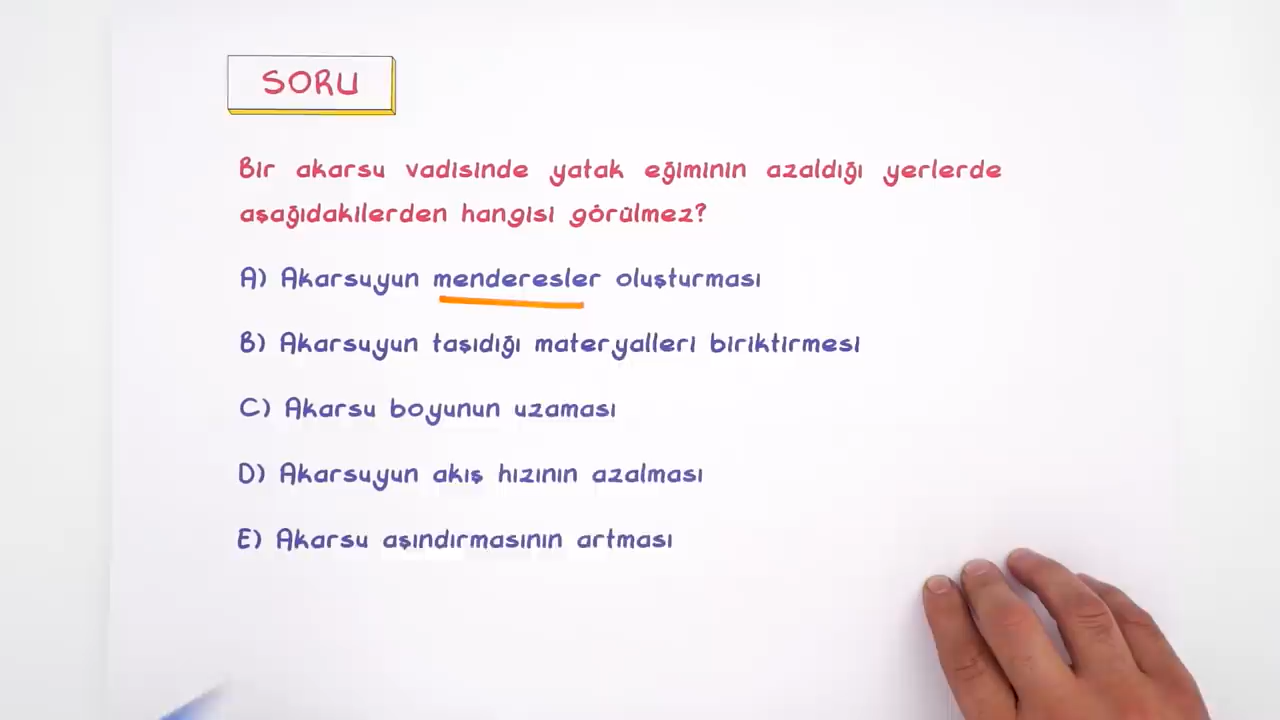 SORU
Bir akarsu vadisinde yatak eğiminin azaldığı yerlerde
aşağıdakilerden hangisi görülmez?
A) Akarsuyun menderesler oluşturması
B) Akarsuyun taşıdığı materyalleri biriktirmesi
C) Akarsu boyunun uzaması
D) Akarsuyun akış hızının azalması
E) Akarsu aşındırmasının artması